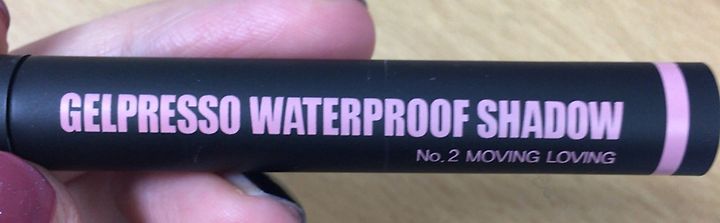 GELPRESSO WATERPROOF SHADOW
No.2 MOVING LOVING